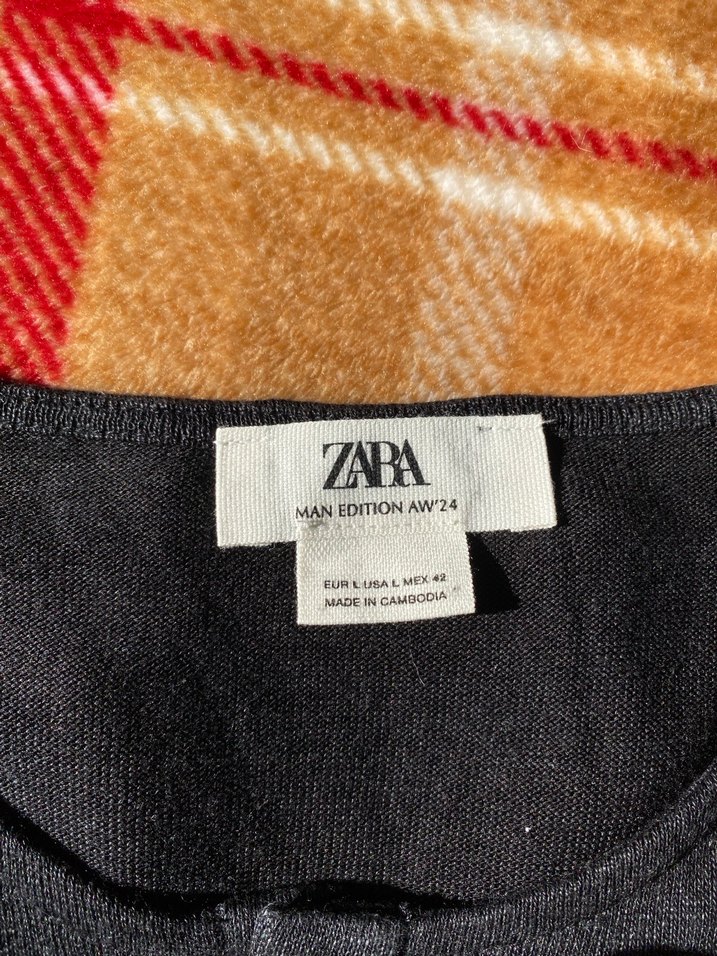 ZARA
MAN EDITION AW'24
EUR L USA L MEX 42
MADE IN CAMBODIA